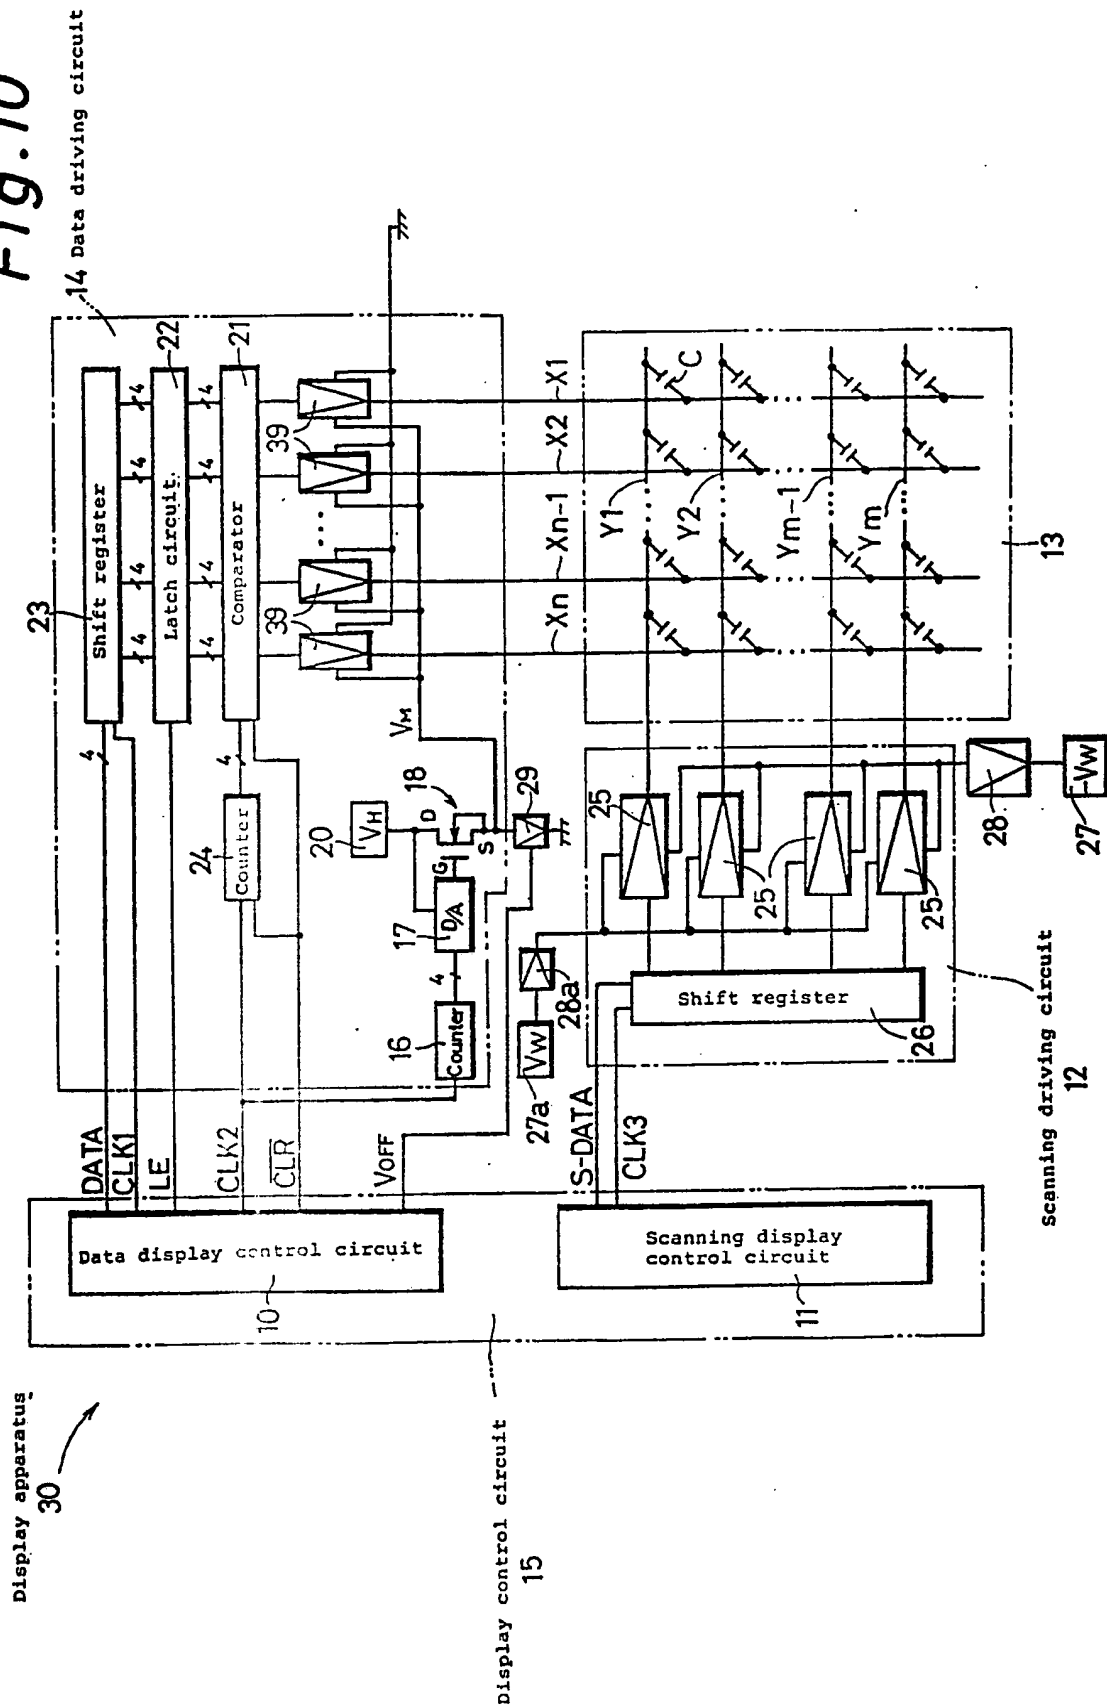 Fig. 10
Display apparatus
30
14 Data driving circuit
23
Shift register
4
4
4
4
4
Latch circuit
22
4
4
4
4
Comparator
21
4
24
Counter
39
39
...
VM
20
VH
18
D
G
S
17
D/A
29
4
16
Counter
DATA
CLK1
LE
CLK2
CLR
VOFF
Data display control circuit
10
Display control circuit
15
S-DATA
CLK3
Scanning display
control circuit
11
27a
VW
28a
Shift register
26
25
25
25
Scanning driving circuit
12
28
-VW
27
Xn
Xn-1
X2
X1
Y1
...
Y2
...
Ym-1
...
Ym
...
C
13